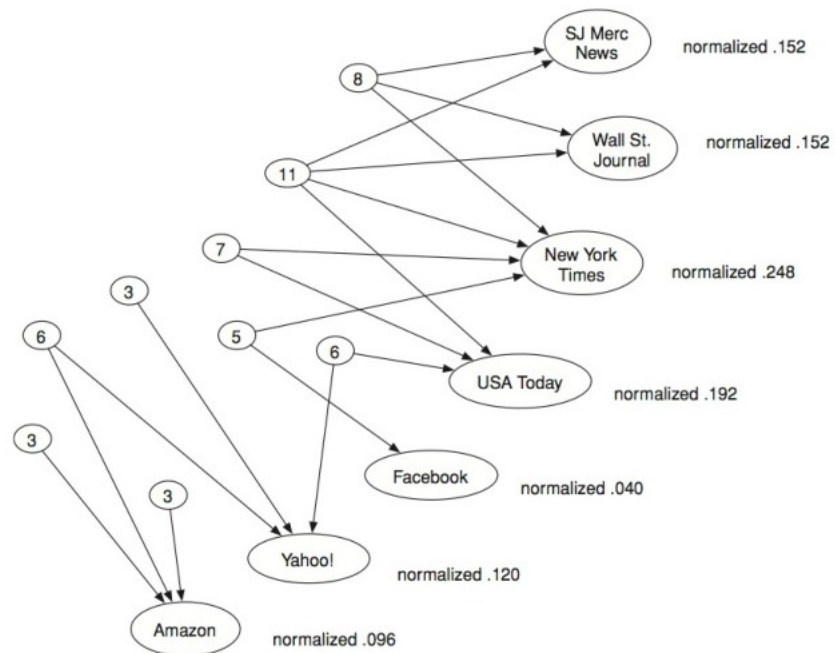 SJ Merc
News
normalized .152
8
Wall St.
Journal
normalized .152
11
7
New York
Times
normalized .248
3
6
5
6
USA Today
normalized .192
3
Facebook
normalized .040
3
Yahoo!
normalized .120
Amazon
normalized .096